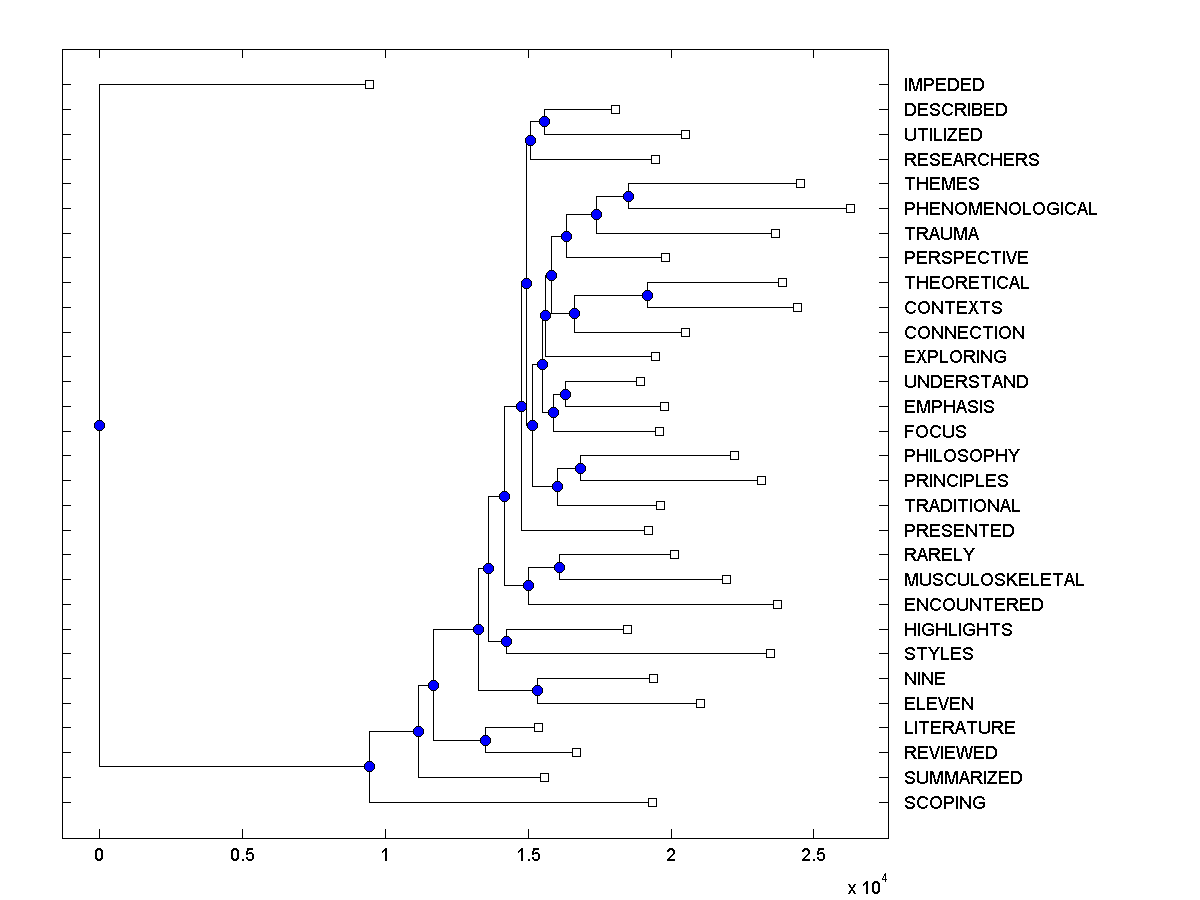 IMPEDED
DESCRIBED
UTILIZED
RESEARCHERS
THEMES
PHENOMENOLOGICAL
TRAUMA
PERSPECTIVE
THEORETICAL
CONTEXTS
CONNECTION
EXPLORING
UNDERSTAND
EMPHASIS
FOCUS
PHILOSOPHY
PRINCIPLES
TRADITIONAL
PRESENTED
RARELY
MUSCULOSKELETAL
ENCOUNTERED
HIGHLIGHTS
STYLES
NINE
ELEVEN
LITERATURE
REVIEWED
SUMMARIZED
SCOPING
0 0.5 1 1.5 2 2.5
x 10^4